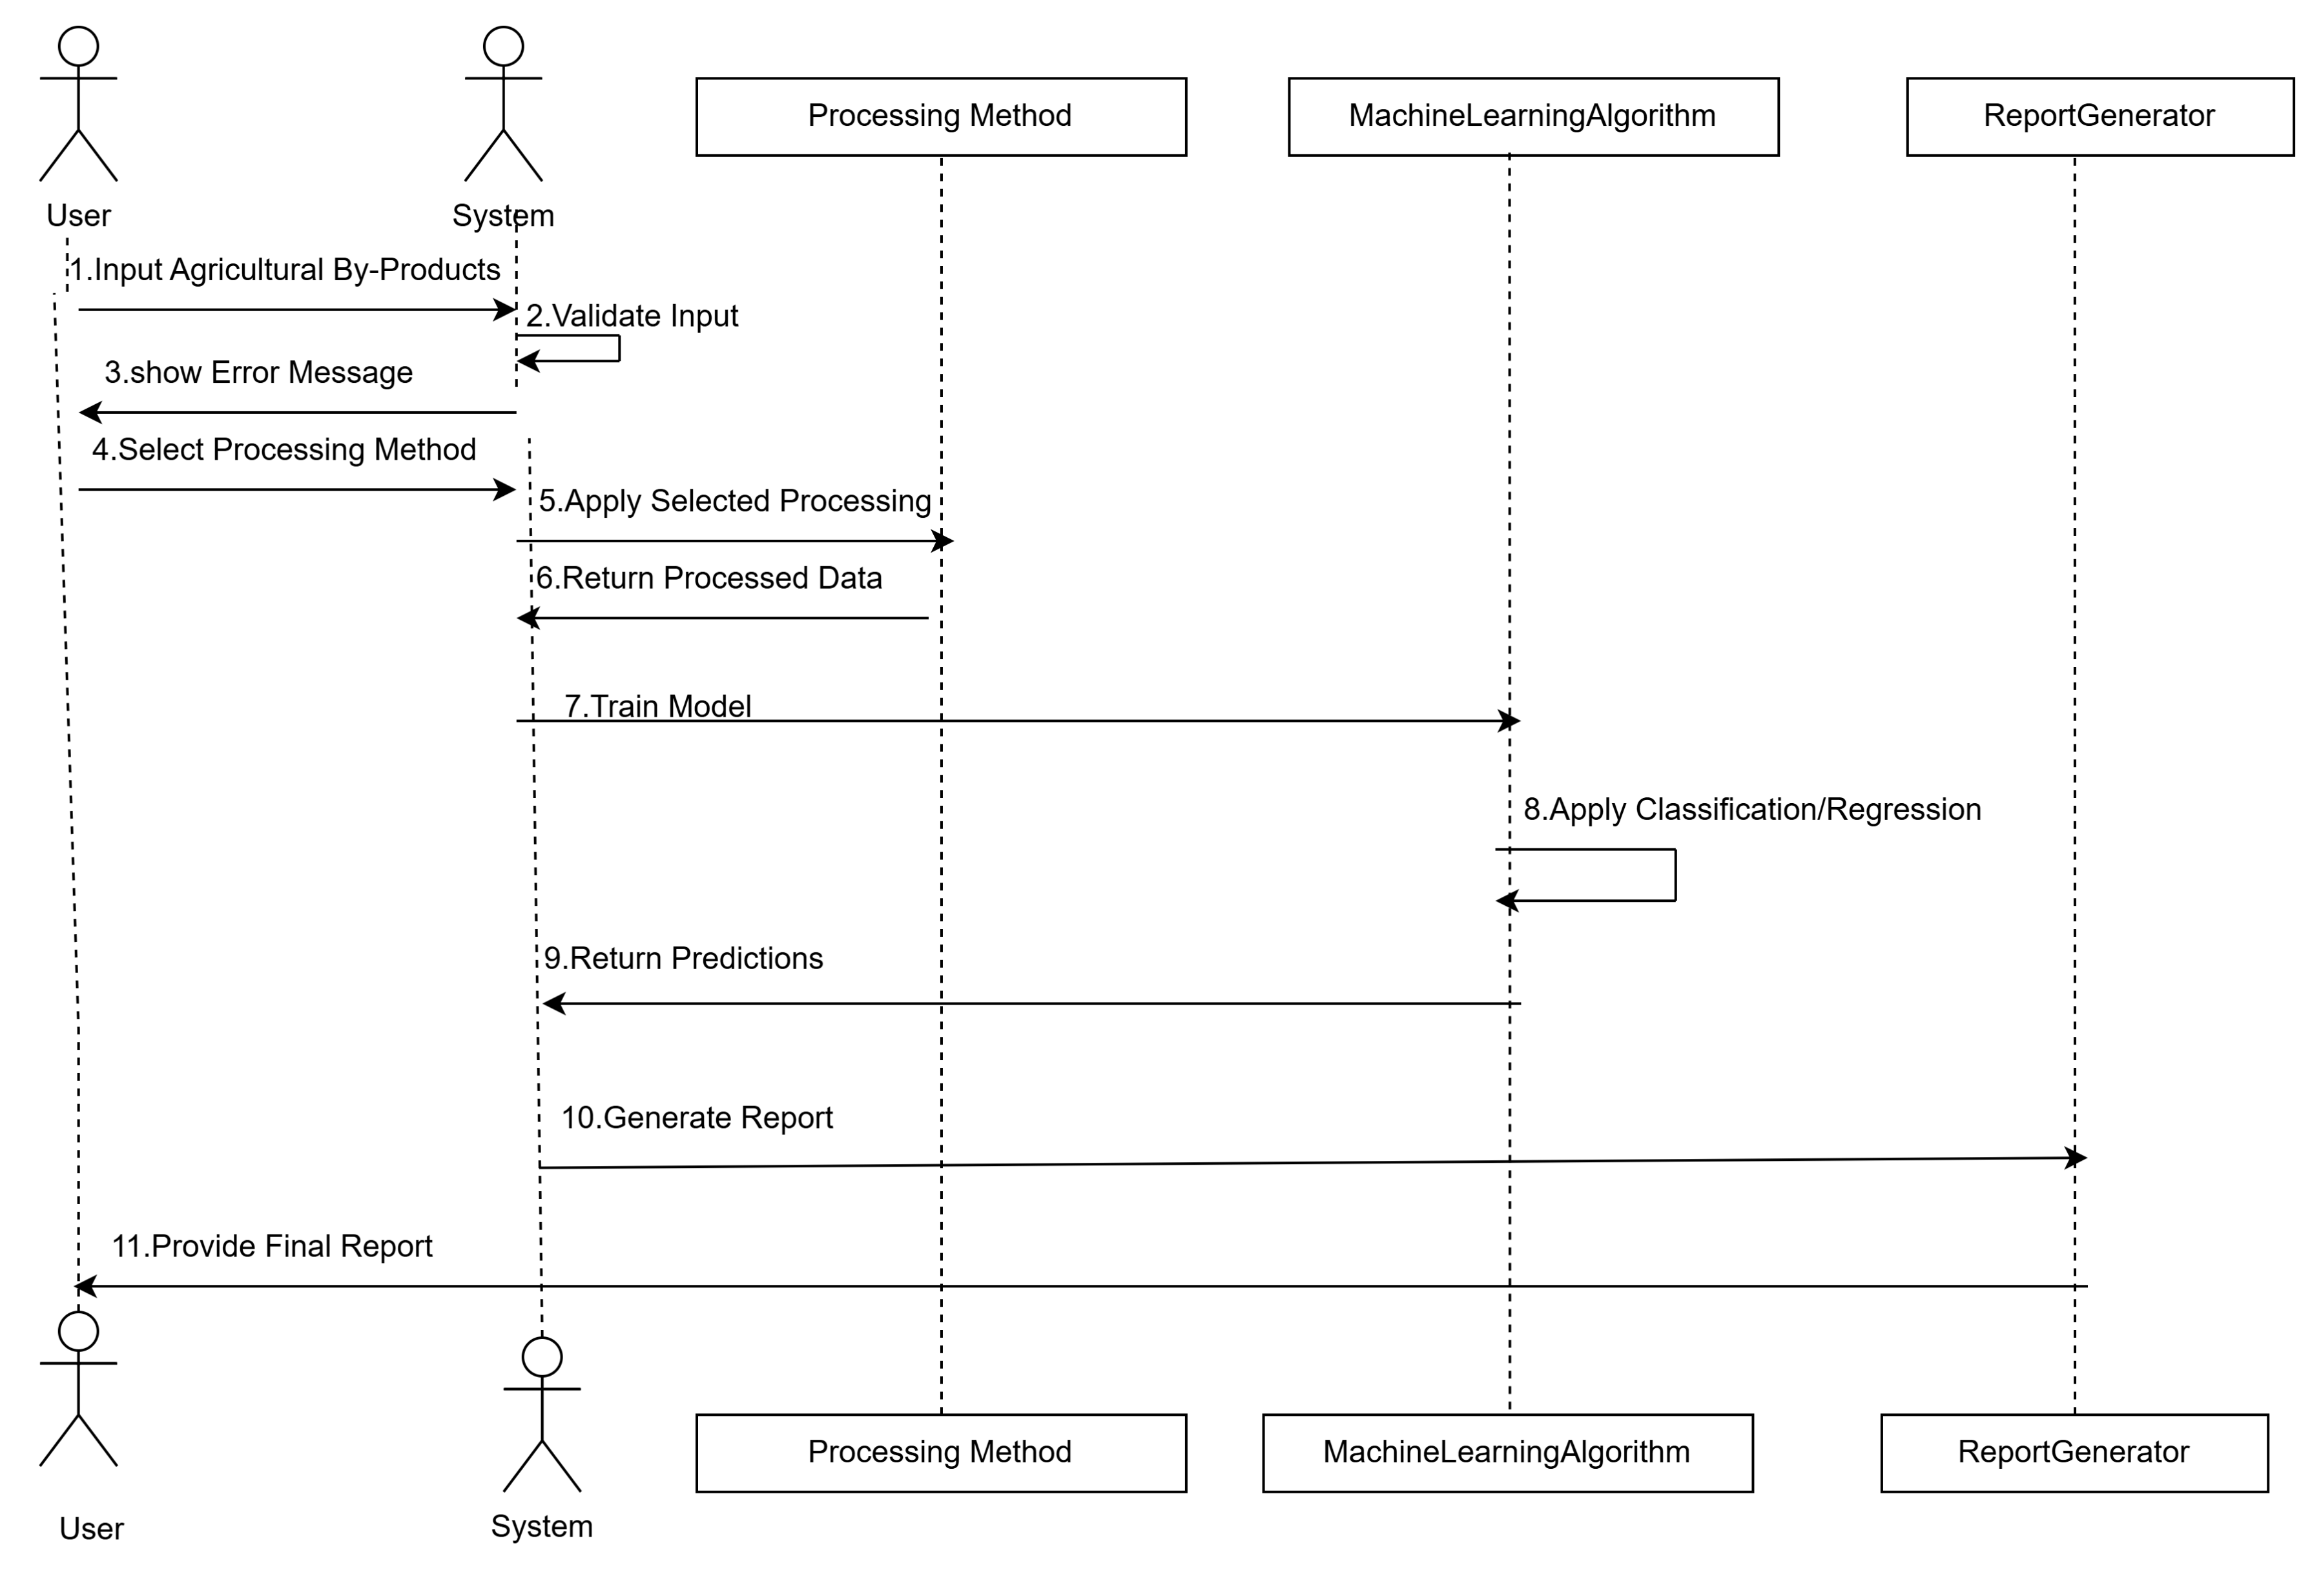 Processing Method
MachineLearningAlgorithm
ReportGenerator
User
System
1.Input Agricultural By-Products
2.Validate Input
3.show Error Message
4.Select Processing Method
5.Apply Selected Processing
6.Return Processed Data
7.Train Model
8.Apply Classification/Regression
9.Return Predictions
10.Generate Report
11.Provide Final Report
Processing Method
MachineLearningAlgorithm
ReportGenerator
User
System